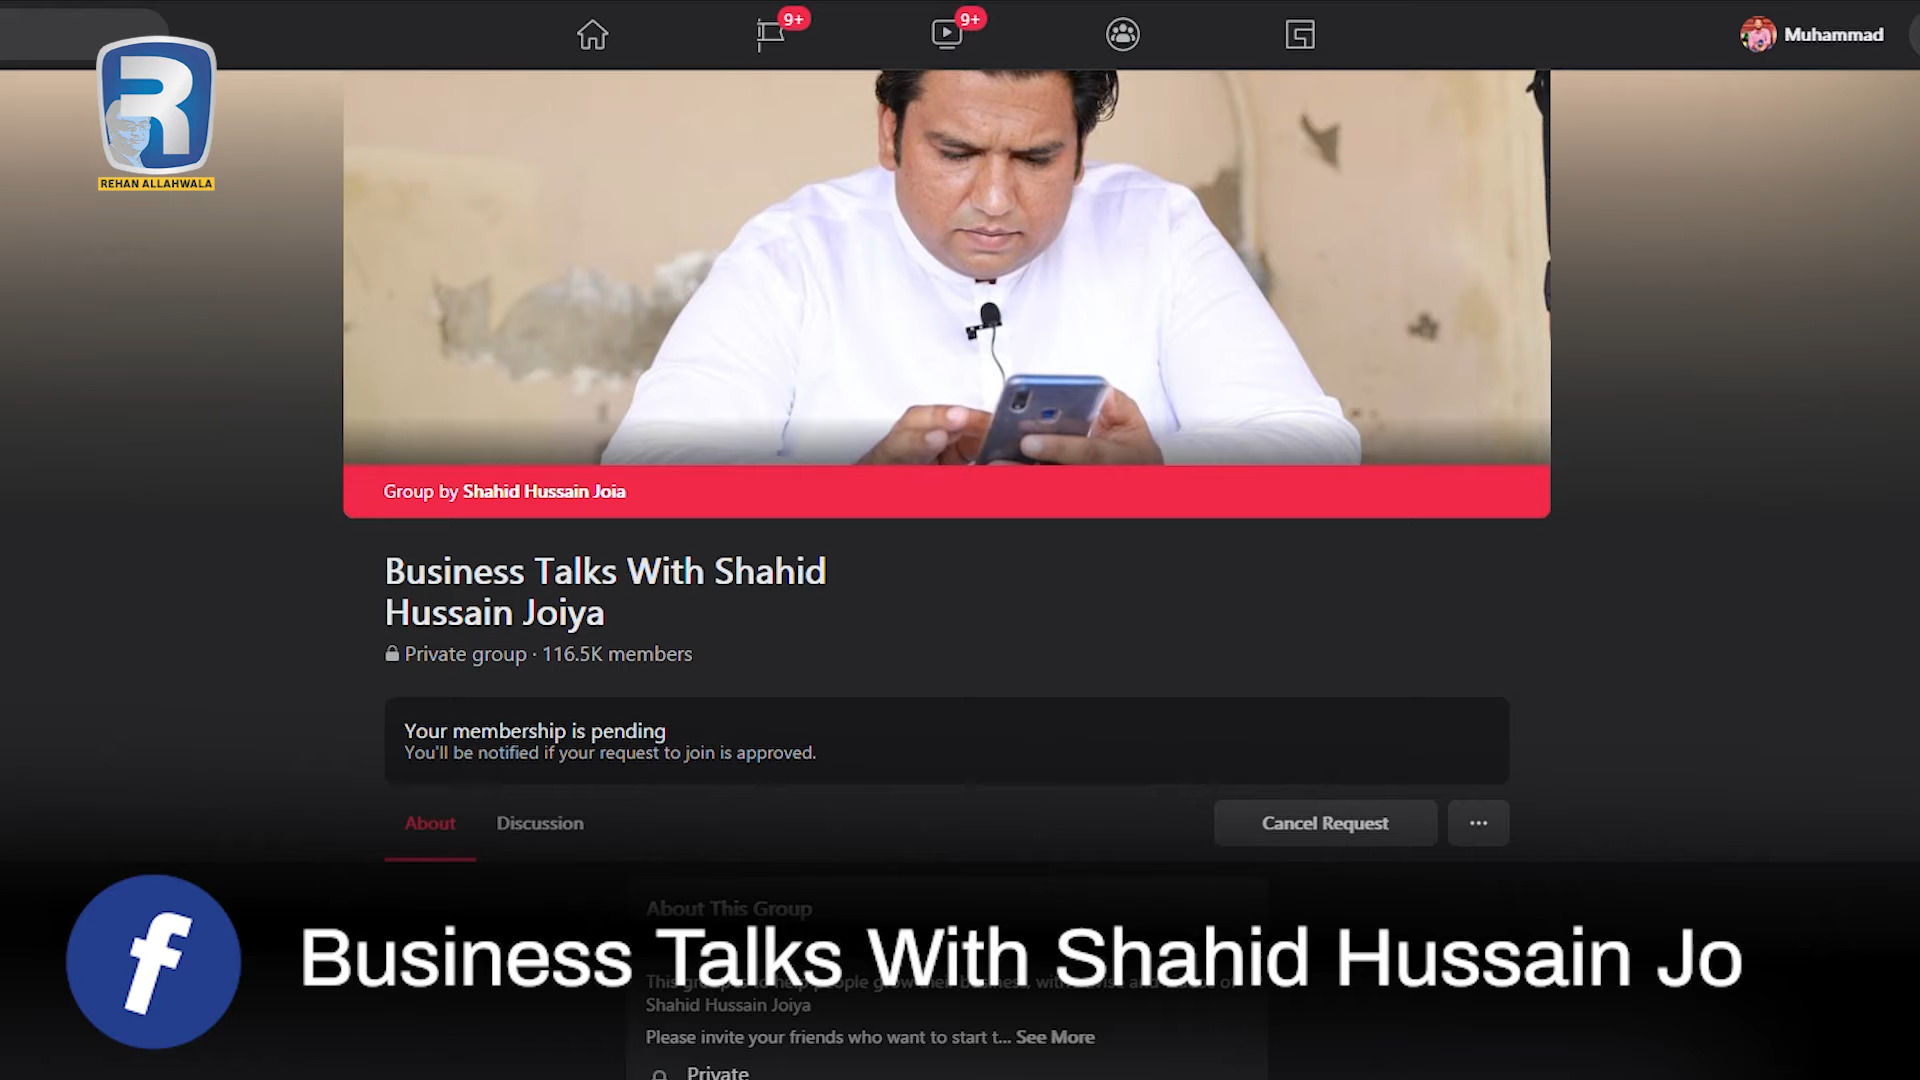 9+
9+
Muhammad
R
REHAN ALLAHWALA
Group by Shahid Hussain Joia
Business Talks With Shahid
Hussain Joiya
Private group · 116.5K members
Your membership is pending
You'll be notified if your request to join is approved.
About
Discussion
Cancel Request
About This Group
Business Talks With Shahid Hussain Jo
Shahid Hussain Joiya
Please invite your friends who want to start t... See More
Private